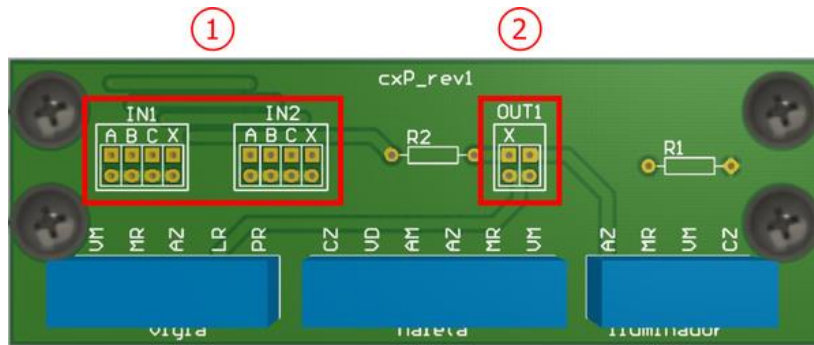 1 2
cxP_rev1
IN1 IN2 OUT1
A B C X A B C X X
R2 R1
VM MR AZ LR PR CZ VD AM AZ MR VM AZ MR VM CZ